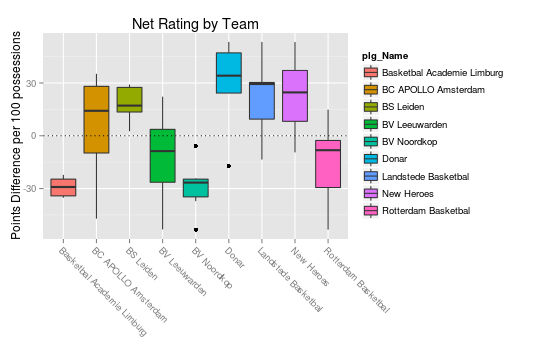 Net Rating by Team
Points Difference per 100 possessions
30
0
-30
Basketbal Academie Limburg
BC APOLLO Amsterdam
BS Leiden
BV Leeuwarden
BV Noordkop
Donar
Landstede Basketbal
New Heroes
Rotterdam Basketbal
plg_Name
Basketbal Academie Limburg
BC APOLLO Amsterdam
BS Leiden
BV Leeuwarden
BV Noordkop
Donar
Landstede Basketbal
New Heroes
Rotterdam Basketbal